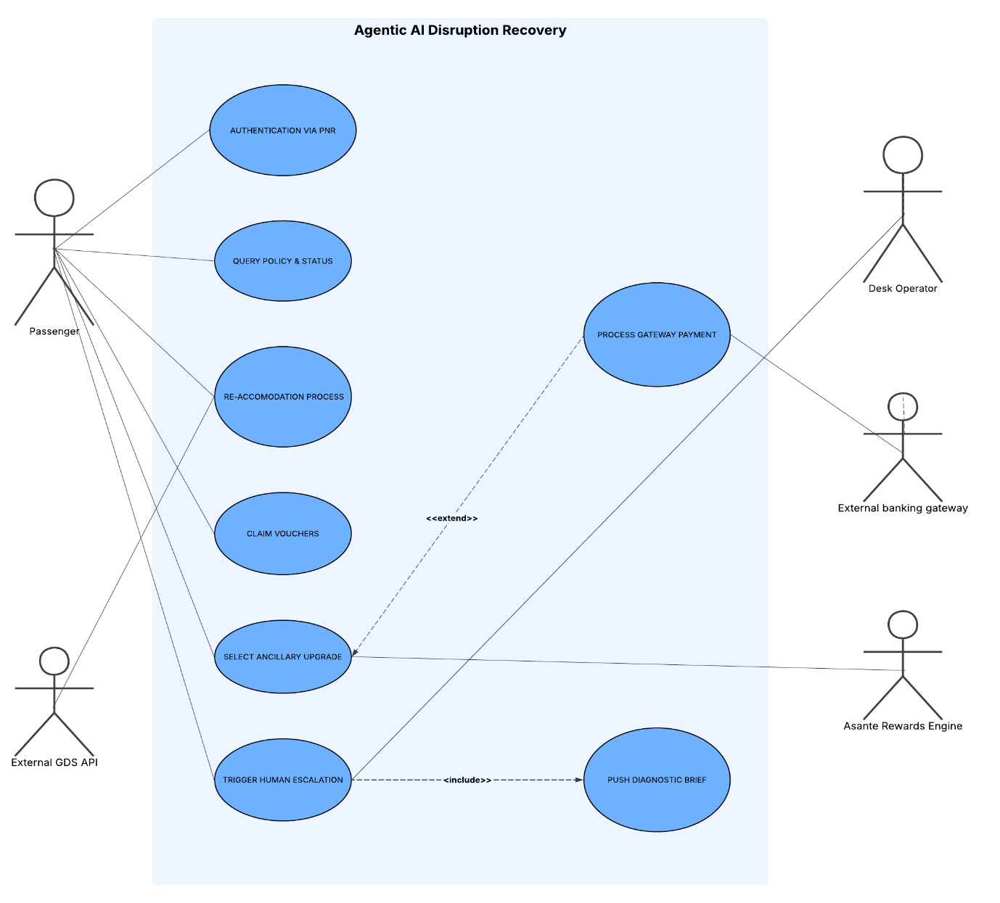 Agentic AI Disruption Recovery
AUTHENTICATION VIA PNR
QUERY POLICY & STATUS
Desk Operator
Passenger
PROCESS GATEWAY PAYMENT
RE-ACCOMODATION PROCESS
External banking gateway
<<extend>>
CLAIM VOUCHERS
SELECT ANCILLARY UPGRADE
Asante Rewards Engine
External GDS API
TRIGGER HUMAN ESCALATION
<include>>
PUSH DIAGNOSTIC BRIEF